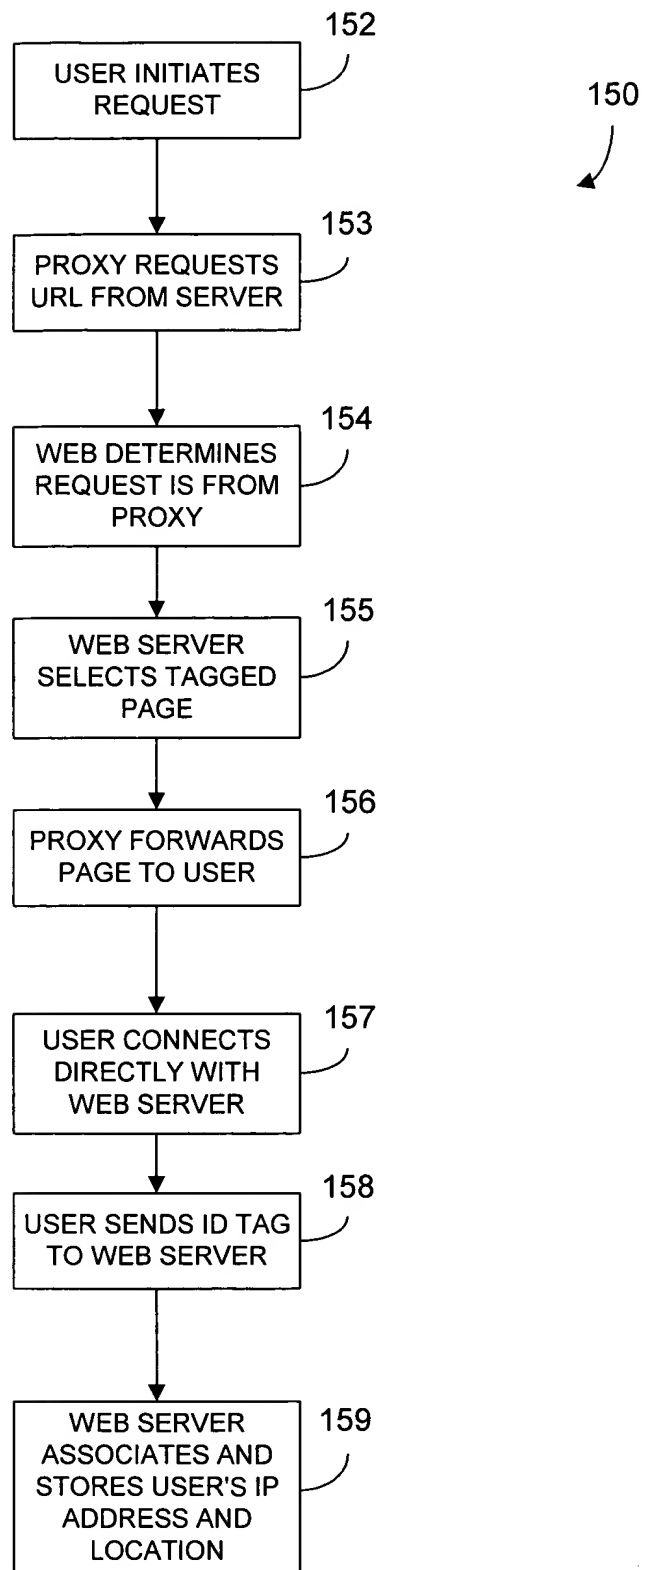 152
USER INITIATES
REQUEST
150
153
PROXY REQUESTS
URL FROM SERVER
154
WEB DETERMINES
REQUEST IS FROM
PROXY
155
WEB SERVER
SELECTS TAGGED
PAGE
156
PROXY FORWARDS
PAGE TO USER
157
USER CONNECTS
DIRECTLY WITH
WEB SERVER
158
USER SENDS ID TAG
TO WEB SERVER
159
WEB SERVER
ASSOCIATES AND
STORES USER'S IP
ADDRESS AND
LOCATION